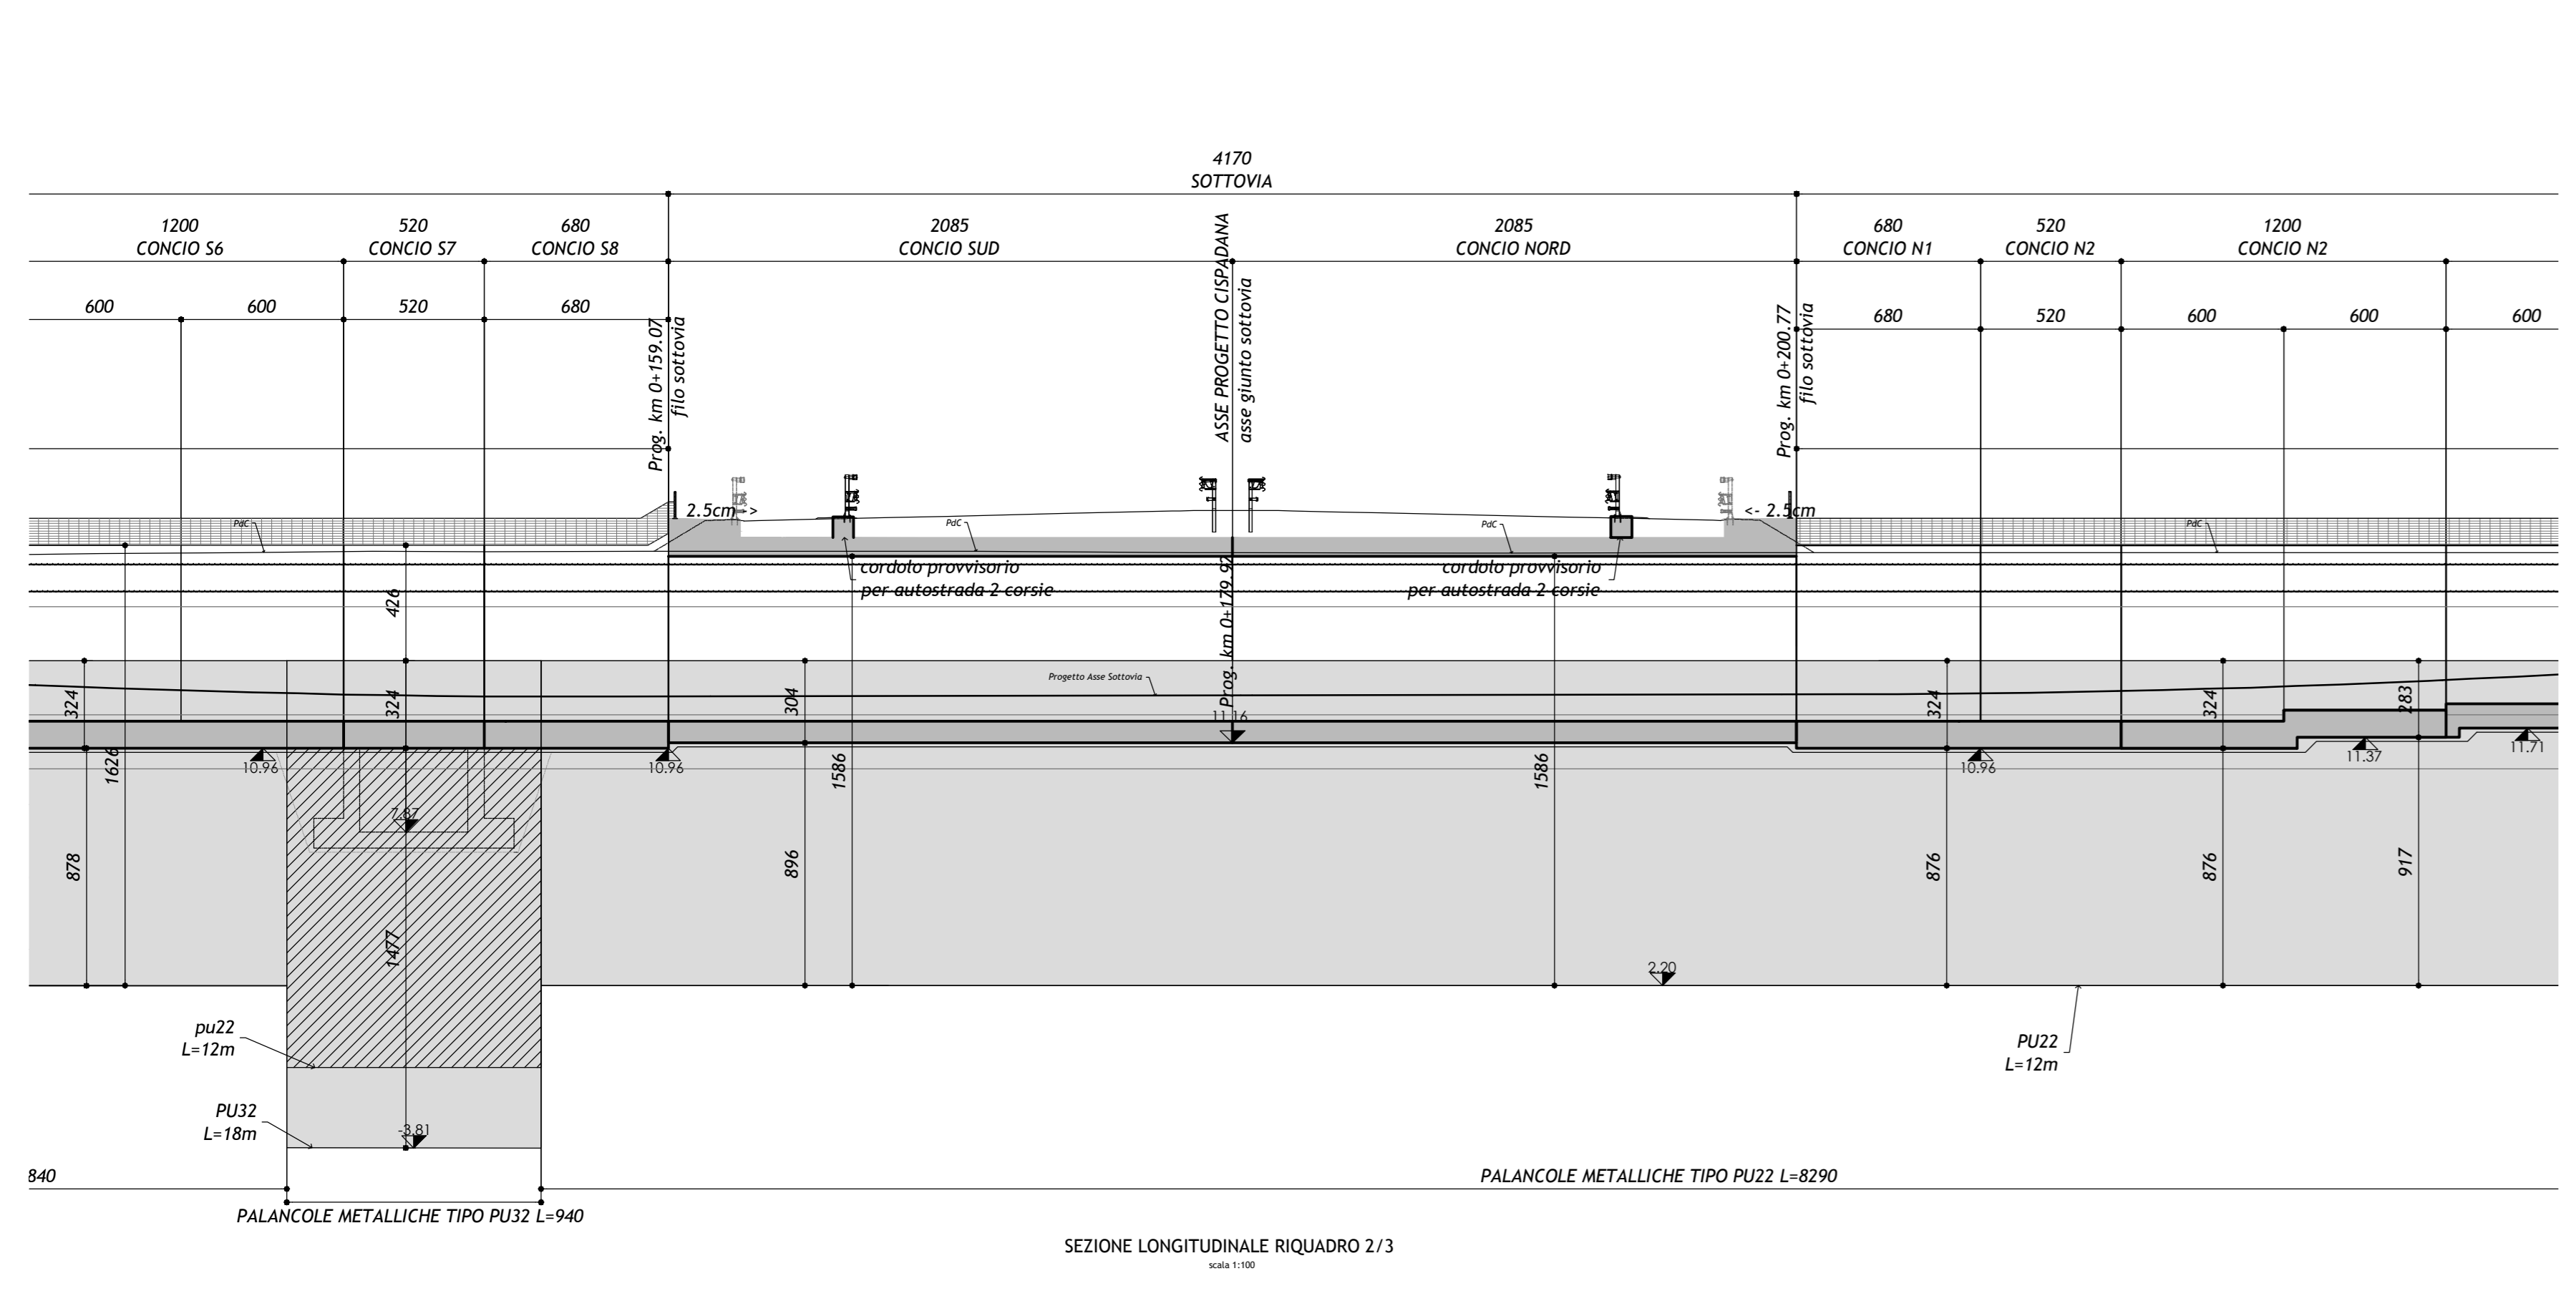 4170
SOTTOVIA
1200
CONCIO S6
520
CONCIO S7
680
CONCIO S8
2085
CONCIO SUD
2085
CONCIO NORD
680
CONCIO N1
520
CONCIO N2
1200
CONCIO N2
600
600
520
680
680
520
600
600
600
Prog. km 0+159.07
filo sottovia
ASSE PROGETTO CISPADANA
asse giunto sottovia
Prog. km 0+200.77
filo sottovia
2.5cm ->
<- 2.5cm
PdC
PdC
PdC
PdC
cordolo provvisorio
per autostrada 2 corsie
cordolo provvisorio
per autostrada 2 corsie
Prog. km 0+179.92
426
Progetto Asse Sottovia
324
324
304
324
324
283
11.16
1626
10.96
10.96
1586
1586
10.96
11.37
11.71
7.87
878
896
876
876
917
1477
2.20
pu22
L=12m
PU22
L=12m
PU32
L=18m
-3.81
840
PALANCOLE METALLICHE TIPO PU22 L=8290
PALANCOLE METALLICHE TIPO PU32 L=940
SEZIONE LONGITUDINALE RIQUADRO 2/3
scala 1:100